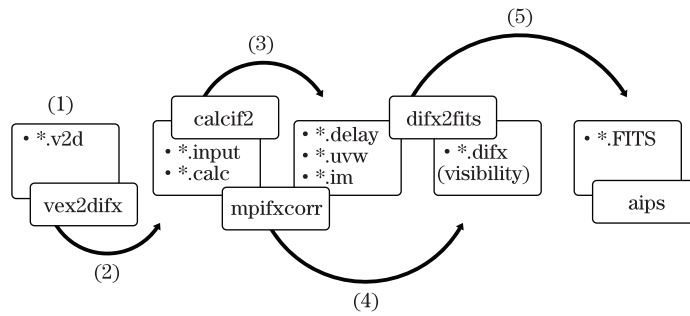 (1)
• *.v2d
vex2difx
(2)
calcif2
• *.input
• *.calc
(3)
• *.delay
• *.uvw
• *.im
mpifxcorr
(4)
difx2fits
• *.difx
(visibility)
(5)
• *.FITS
aips